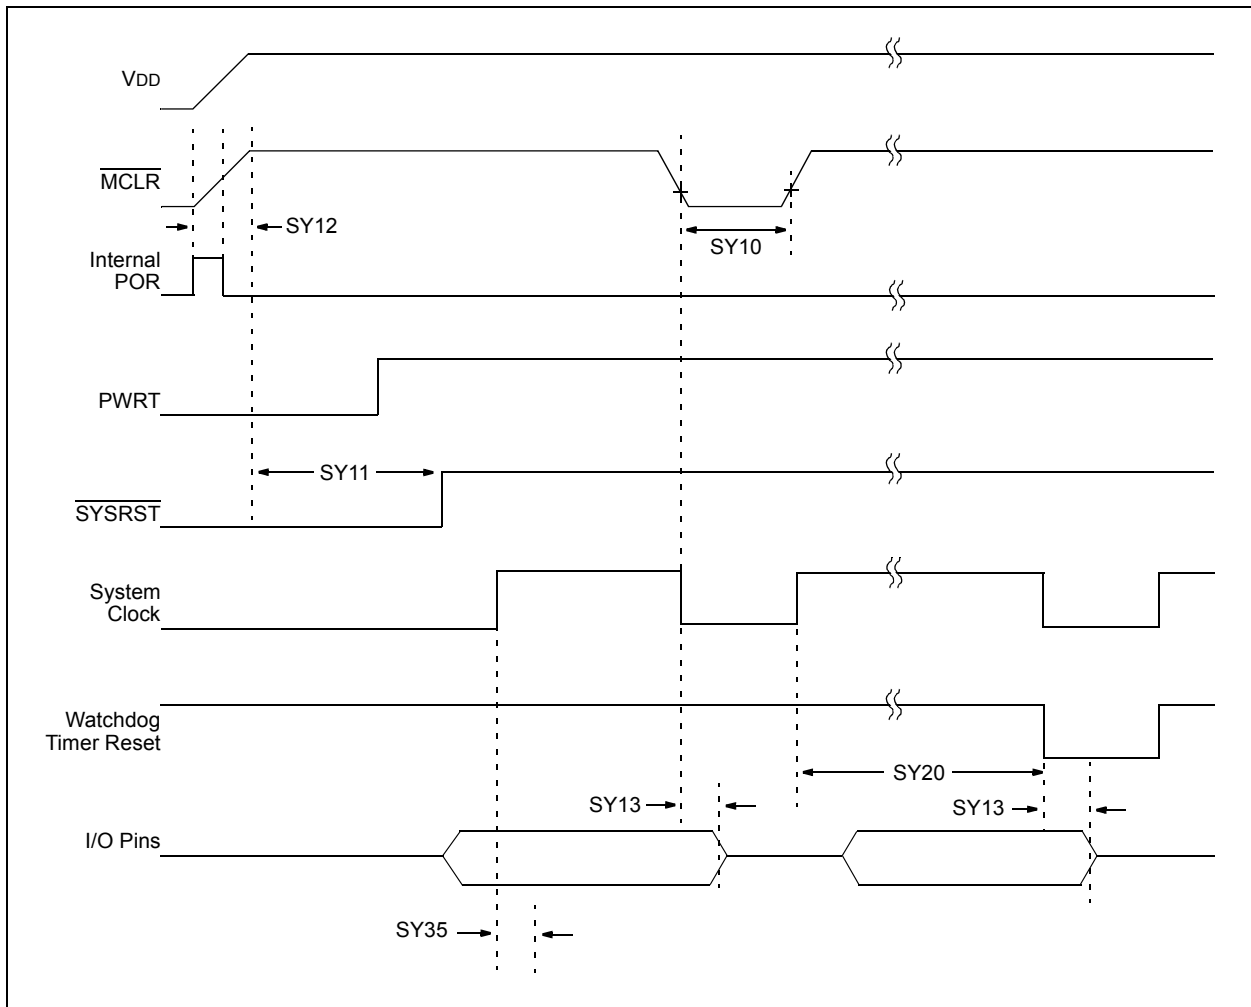 VDD
MCLR
SY12
SY10
Internal
POR
PWRT
SY11
SYSRST
System
Clock
Watchdog
Timer Reset
SY20
SY13
SY13
I/O Pins
SY35